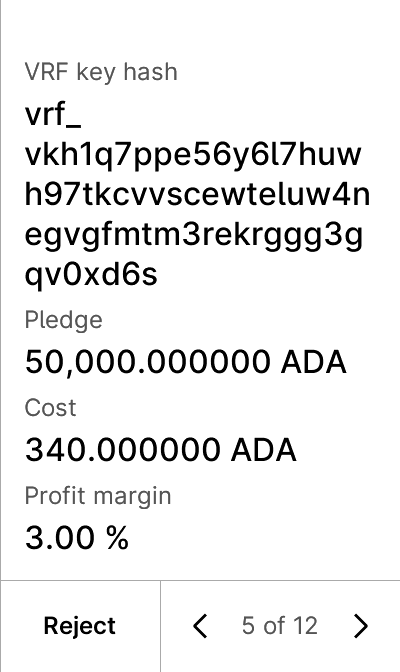 VRF key hash
vrf_
vkh1q7ppe56y6l7huw
h97tkcvvscewteluw4n
egvgfmtm3rekrggg3g
qv0xd6s
Pledge
50,000.000000 ADA
Cost
340.000000 ADA
Profit margin
3.00 %
Reject
5 of 12